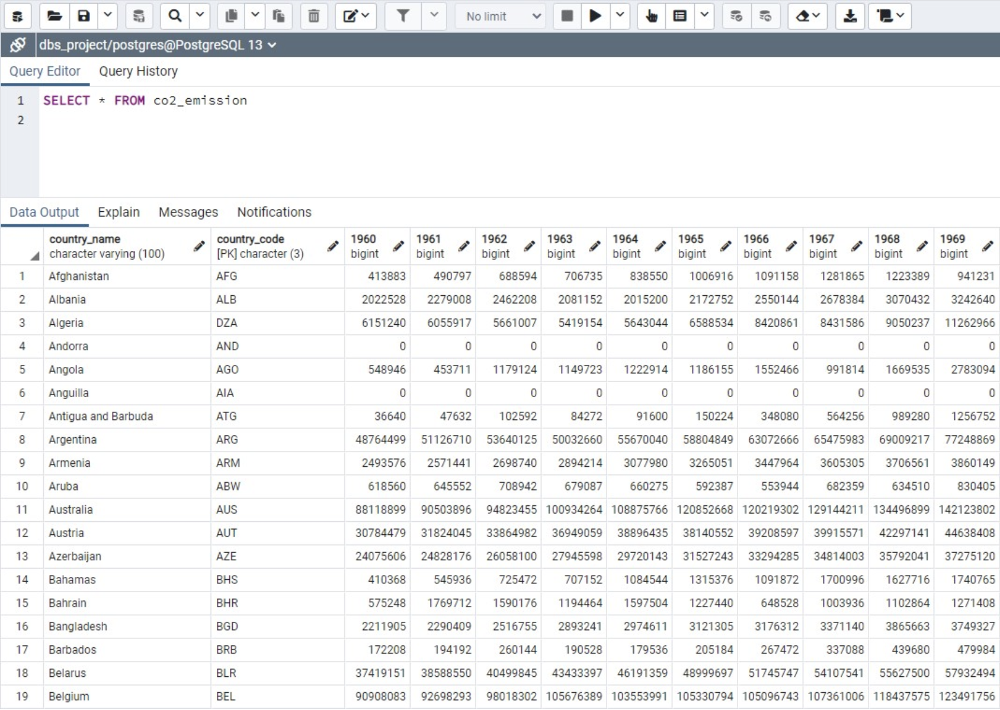 No limit
dbs_project/postgres@PostgreSQL 13
Query Editor Query History
1 SELECT * FROM co2_emission
2
Data Output Explain Messages Notifications
country_name country_code 1960 1961 1962 1963 1964 1965 1966 1967 1968 1969
character varying (100) [PK] character (3) bigint bigint bigint bigint bigint bigint bigint bigint bigint bigint
1 Afghanistan AFG 413883 490797 688594 706735 838550 1006916 1091158 1281865 1223389 941231
2 Albania ALB 2022528 2279008 2462208 2081152 2015200 2172752 2550144 2678384 3070432 3242640
3 Algeria DZA 6151240 6055917 5661007 5419154 5643044 6588534 8420861 8431586 9050237 11262966
4 Andorra AND 0 0 0 0 0 0 0 0 0 0
5 Angola AGO 548946 453711 1179124 1149723 1222914 1186155 1552466 991814 1669535 2783094
6 Anguilla AIA 0 0 0 0 0 0 0 0 0 0
7 Antigua and Barbuda ATG 36640 47632 102592 84272 91600 150224 348080 564256 989280 1256752
8 Argentina ARG 48764499 51126710 53640125 50032660 55670040 58804849 63072666 65475983 69009217 77248869
9 Armenia ARM 2493576 2571441 2698740 2894214 3077980 3265051 3447964 3605305 3706561 3860149
10 Aruba ABW 618560 645552 708942 679087 660275 592387 553944 682359 634510 830405
11 Australia AUS 88118899 90503896 94823455 100934264 108875766 120852668 120219302 129144211 134496899 142123802
12 Austria AUT 30784479 31824045 33864982 36949059 38896435 38140552 39208597 39915571 42297141 44638408
13 Azerbaijan AZE 24075606 24828176 26058100 27945598 29720143 31527243 33294285 34814003 35792041 37275120
14 Bahamas BHS 410368 545936 725472 707152 1084544 1315376 1091872 1700996 1627716 1740765
15 Bahrain BHR 575248 1769712 1590176 1194464 1597504 1227440 648528 1003936 1102864 1271408
16 Bangladesh BGD 2211905 2290409 2516755 2893241 2974611 3121305 3176312 3371140 3865663 3749327
17 Barbados BRB 172208 194192 260144 190528 179536 205184 267472 337088 439680 479984
18 Belarus BLR 37419151 38588550 40499845 43433397 46191359 48999697 51745747 54107541 55627500 57932494
19 Belgium BEL 90908083 92698293 98018302 105676389 103553991 105330794 105096743 107361006 118437575 123491756